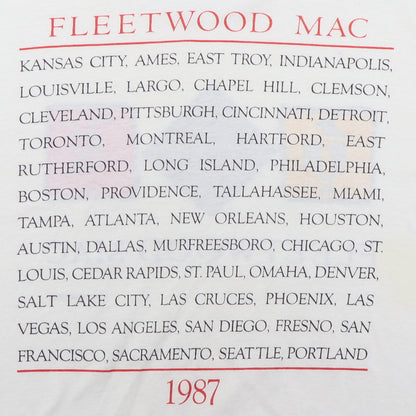 FLEETWOOD MAC
KANSAS CITY, AMES, EAST TROY, INDIANAPOLIS,
LOUISVILLE, LARGO, CHAPEL HILL, CLEMSON,
CLEVELAND, PITTSBURGH, CINCINNATI, DETROIT,
TORONTO, MONTREAL, HARTFORD, EAST
RUTHERFORD, LONG ISLAND, PHILADELPHIA,
BOSTON, PROVIDENCE, TALLAHASSEE, MIAMI,
TAMPA, ATLANTA, NEW ORLEANS, HOUSTON,
AUSTIN, DALLAS, MURFREESBORO, CHICAGO, ST.
LOUIS, CEDAR RAPIDS, ST. PAUL, OMAHA, DENVER,
SALT LAKE CITY, LAS CRUCES, PHOENIX, LAS
VEGAS, LOS ANGELES, SAN DIEGO, FRESNO, SAN
FRANCISCO, SACRAMENTO, SEATTLE, PORTLAND
1987